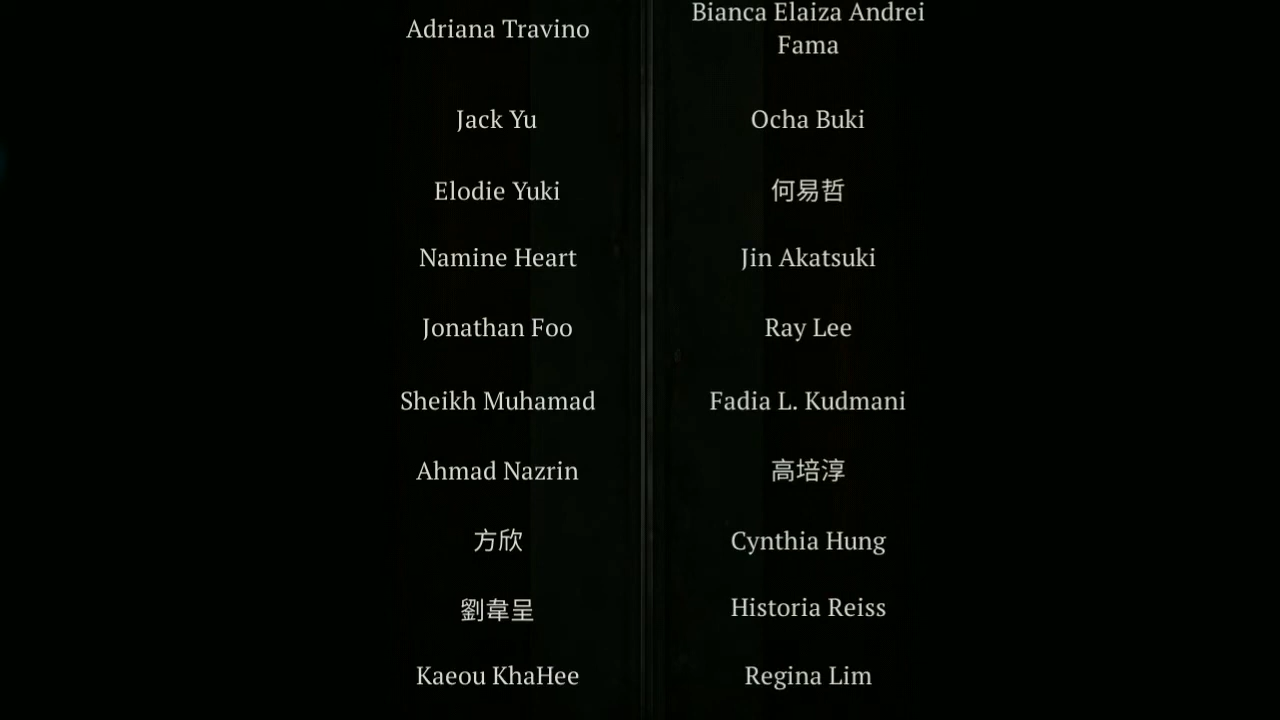 Adriana Travino
Bianca Elaiza Andrei
Fama
Jack Yu
Ocha Buki
Elodie Yuki
何易哲
Namine Heart
Jin Akatsuki
Jonathan Foo
Ray Lee
Sheikh Muhamad
Fadia L. Kudmani
Ahmad Nazrin
高培淳
方欣
Cynthia Hung
劉韋呈
Historia Reiss
Kaeou KhaHee
Regina Lim